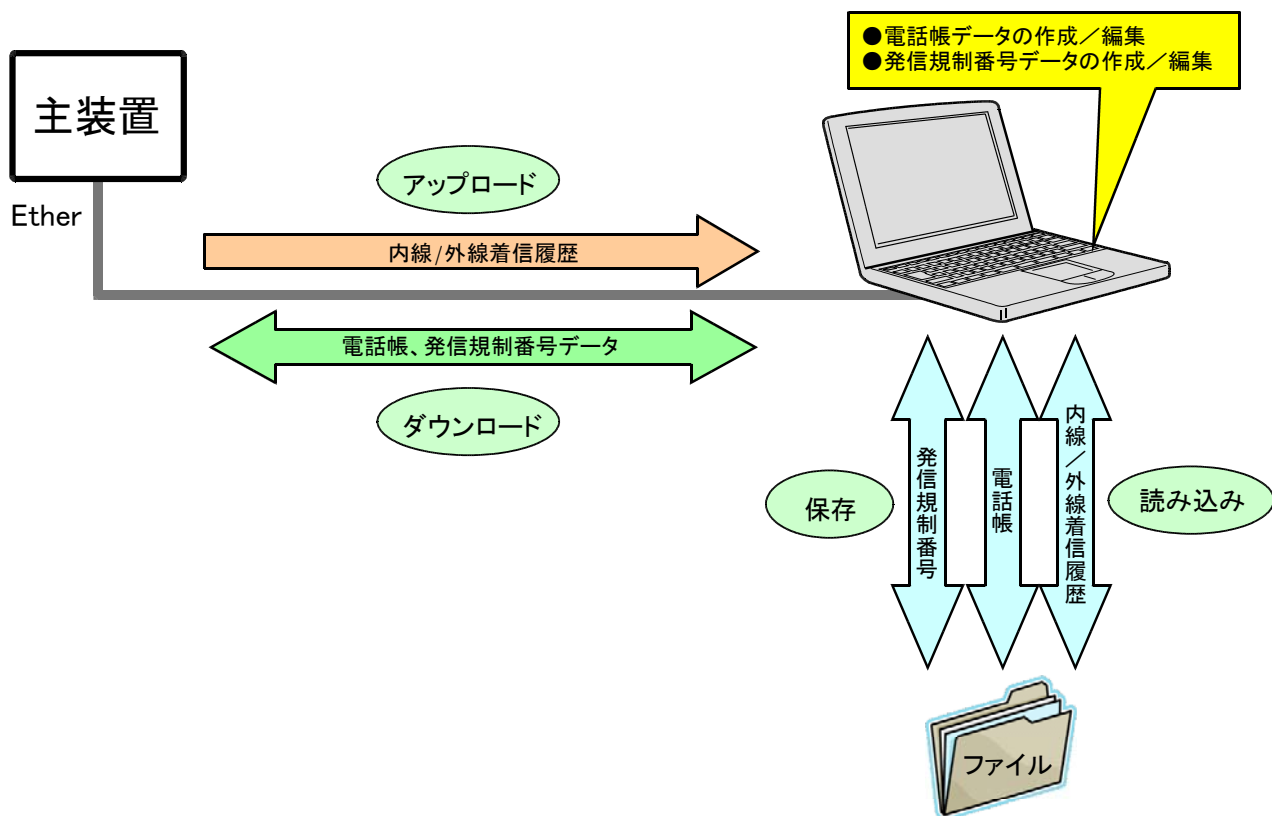 ●電話帳データの作成／編集
●発信規制番号データの作成／編集
主装置
Ether
アップロード
内線/外線着信履歴
電話帳、発信規制番号データ
ダウンロード
保存
発信規制番号
電話帳
内線／外線着信履歴
読み込み
ファイル